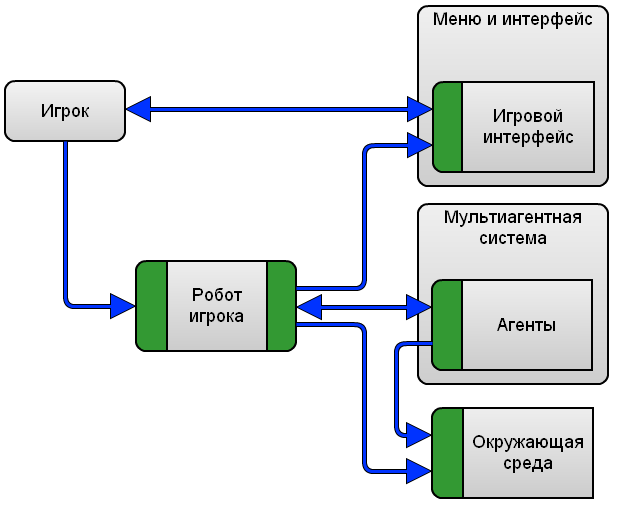 Меню и интерфейс
Игрок
Игровой
интерфейс
Мультиагентная
система
Робот
игрока
Агенты
Окружающая
среда